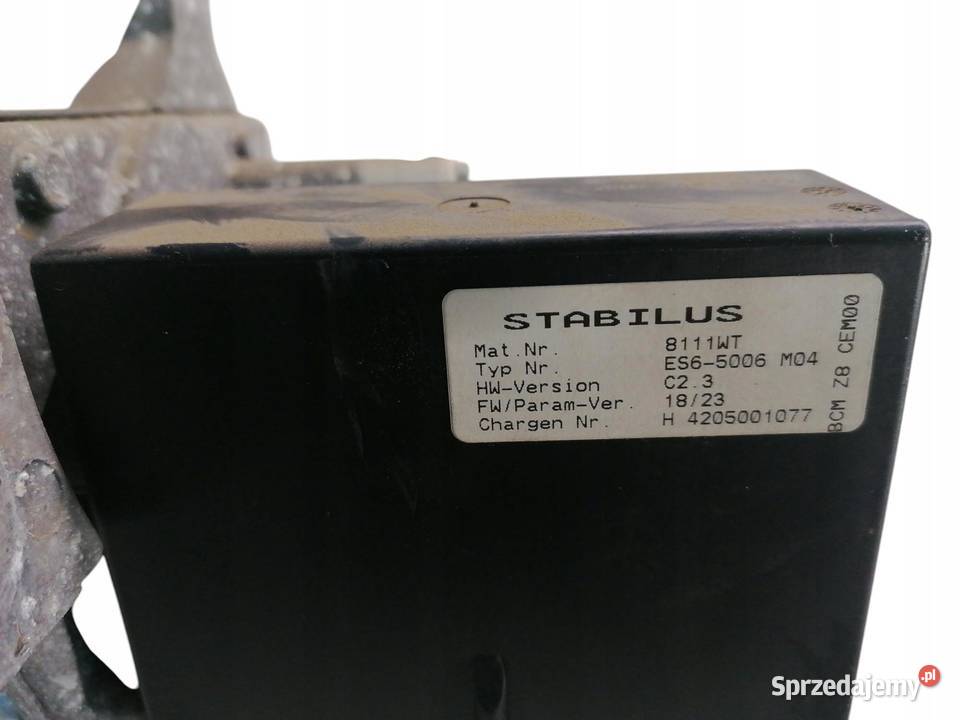 STABILUS
Mat.Nr. 8111WT
Typ Nr. ES6-5006 M04
HW-Version C2.3
FW/Param-Ver. 18/23
Chargen Nr. H 4205001077
BCM Z8 CEM00
Sprzedajemy.pl